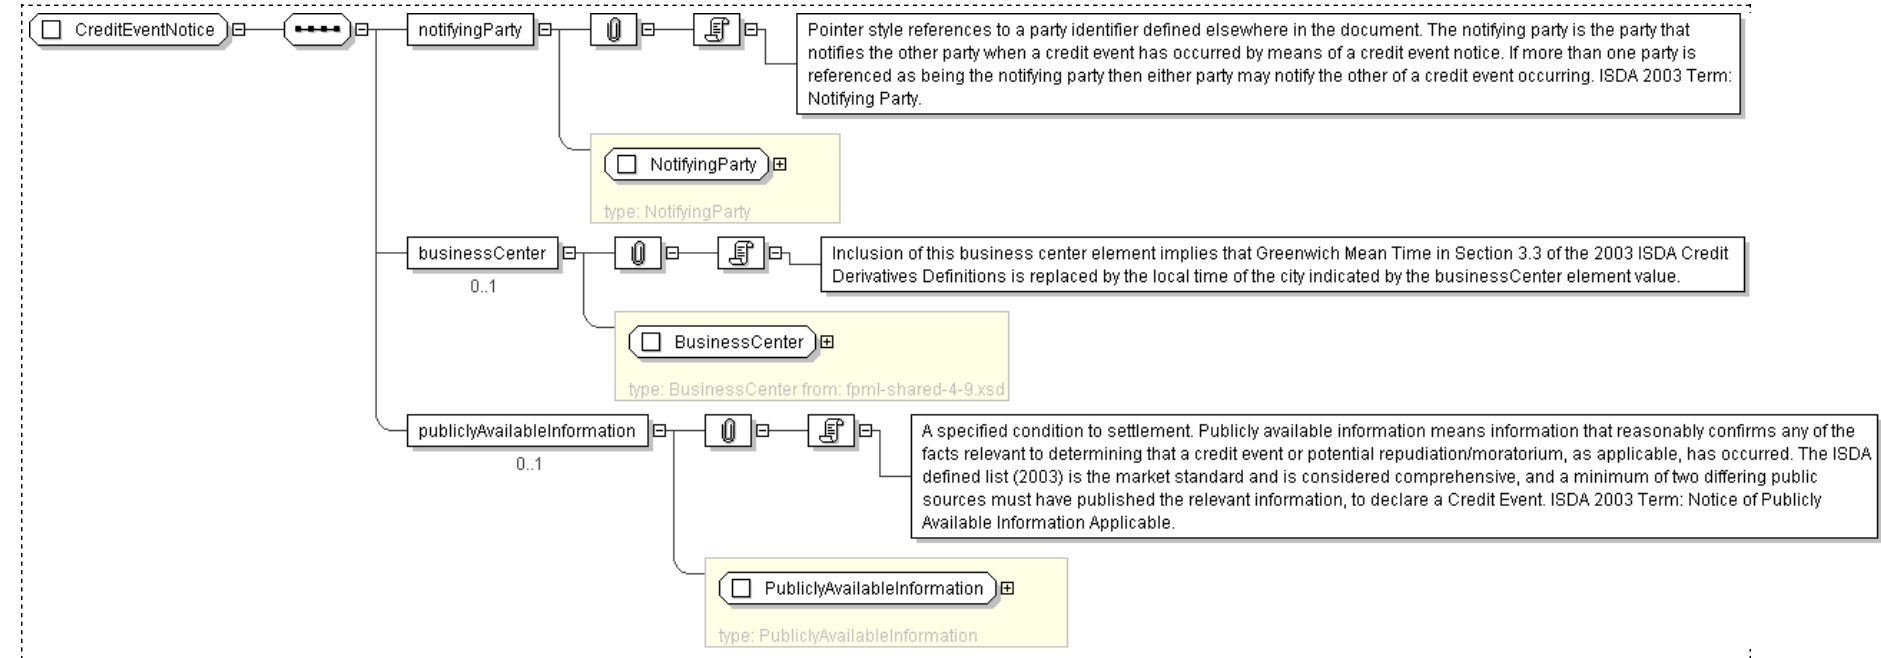 CreditEventNotice
notifyingParty
Pointer style references to a party identifier defined elsewhere in the document. The notifying party is the party that
notifies the other party when a credit event has occurred by means of a credit event notice. If more than one party is
referenced as being the notifying party then either party may notify the other of a credit event occurring. ISDA 2003 Term:
Notifying Party.
NotifyingParty
type: NotifyingParty
businessCenter
0..1
Inclusion of this business center element implies that Greenwich Mean Time in Section 3.3 of the 2003 ISDA Credit
Derivatives Definitions is replaced by the local time of the city indicated by the businessCenter element value.
BusinessCenter
type: BusinessCenter from: fpml-shared-4-9.xsd
publiclyAvailableInformation
0..1
A specified condition to settlement. Publicly available information means information that reasonably confirms any of the
facts relevant to determining that a credit event or potential repudiation/moratorium, as applicable, has occurred. The ISDA
defined list (2003) is the market standard and is considered comprehensive, and a minimum of two differing public
sources must have published the relevant information, to declare a Credit Event. ISDA 2003 Term: Notice of Publicly
Available Information Applicable.
PubliclyAvailableInformation
type: PubliclyAvailableInformation